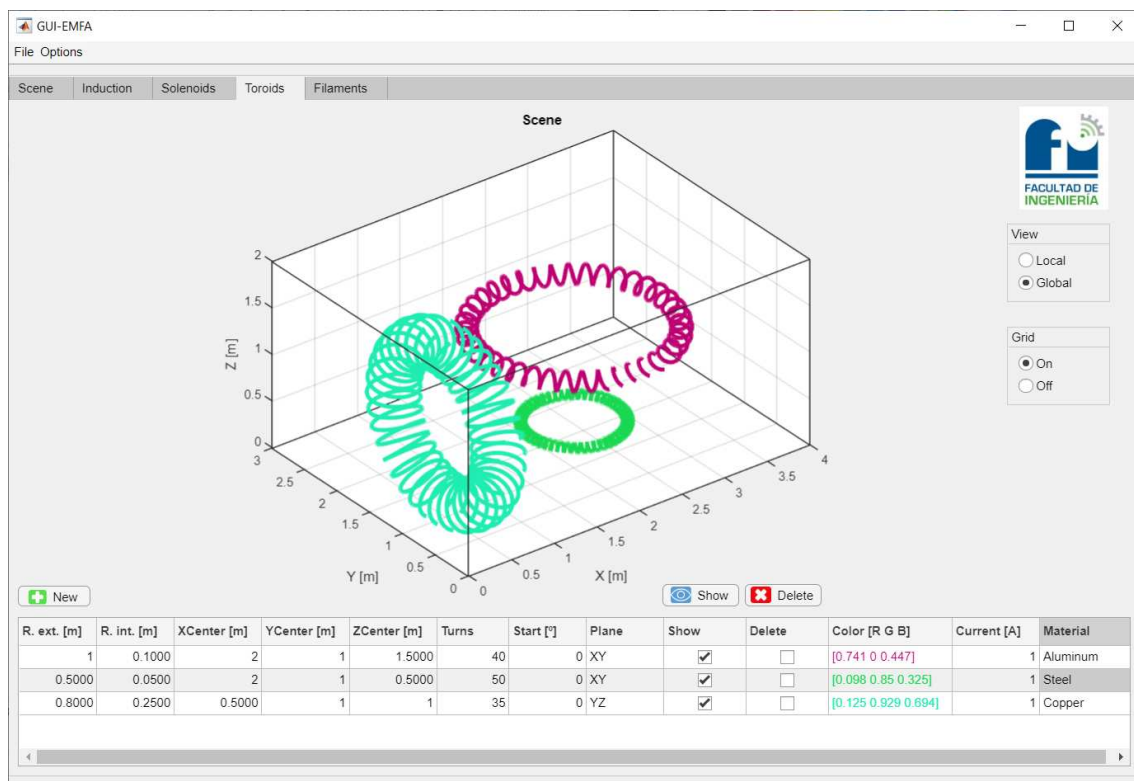 GUI-EMFA
File Options
Scene Induction Solenoids Toroids Filaments
Scene
FACULTAD DE
INGENIERÍA
View
Local
Global
Grid
On
Off
Z [m]
2
1.5
1
0.5
0
3
2.5
2
1.5
1
0.5
0
Y [m]
0
0.5
1
1.5
2
2.5
3
3.5
4
X [m]
New Show Delete
R. ext. [m] R. int. [m] XCenter [m] YCenter [m] ZCenter [m] Turns Start [º] Plane Show Delete Color [R G B] Current [A] Material
1 0.1000 2 1 1.5000 40 0 XY [0.741 0 0.447] 1 Aluminum
0.5000 0.0500 2 1 0.5000 50 0 XY [0.098 0.85 0.325] 1 Steel
0.8000 0.2500 0.5000 1 1 35 0 YZ [0.125 0.929 0.694] 1 Copper